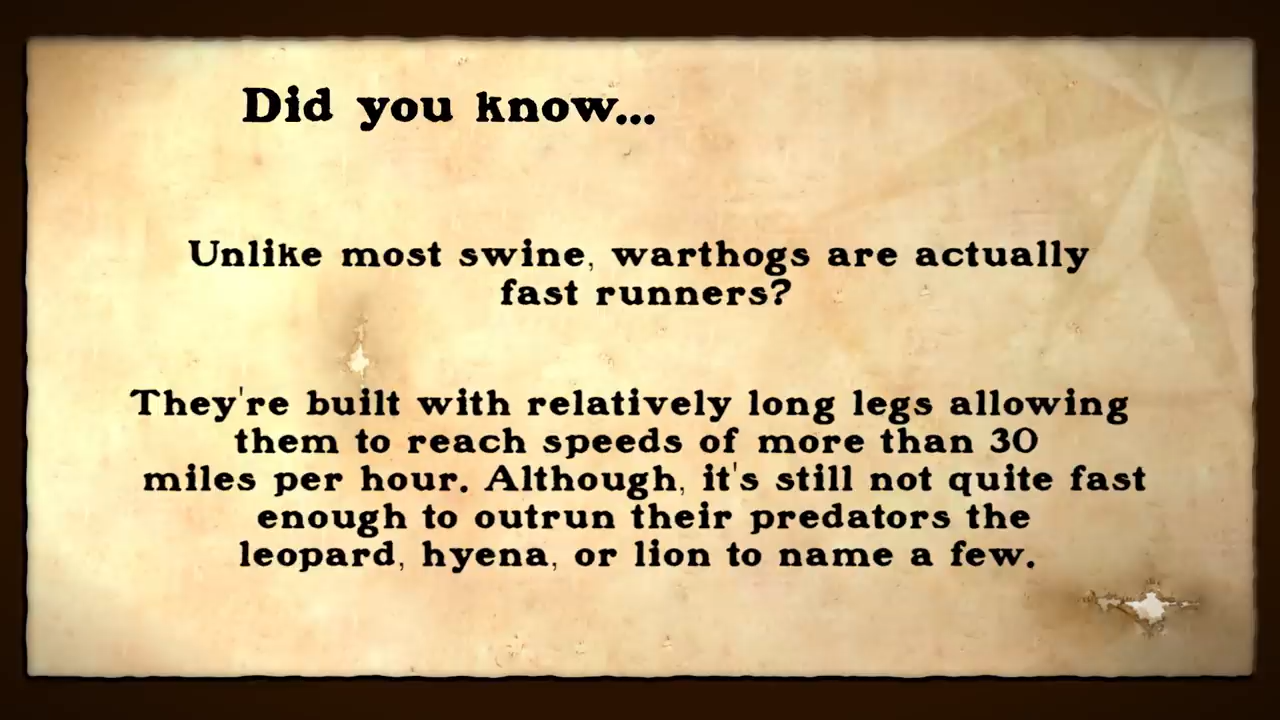 Did you know...
Unlike most swine, warthogs are actually
fast runners?
They're built with relatively long legs allowing
them to reach speeds of more than 30
miles per hour. Although, it's still not quite fast
enough to outrun their predators the
leopard, hyena, or lion to name a few.